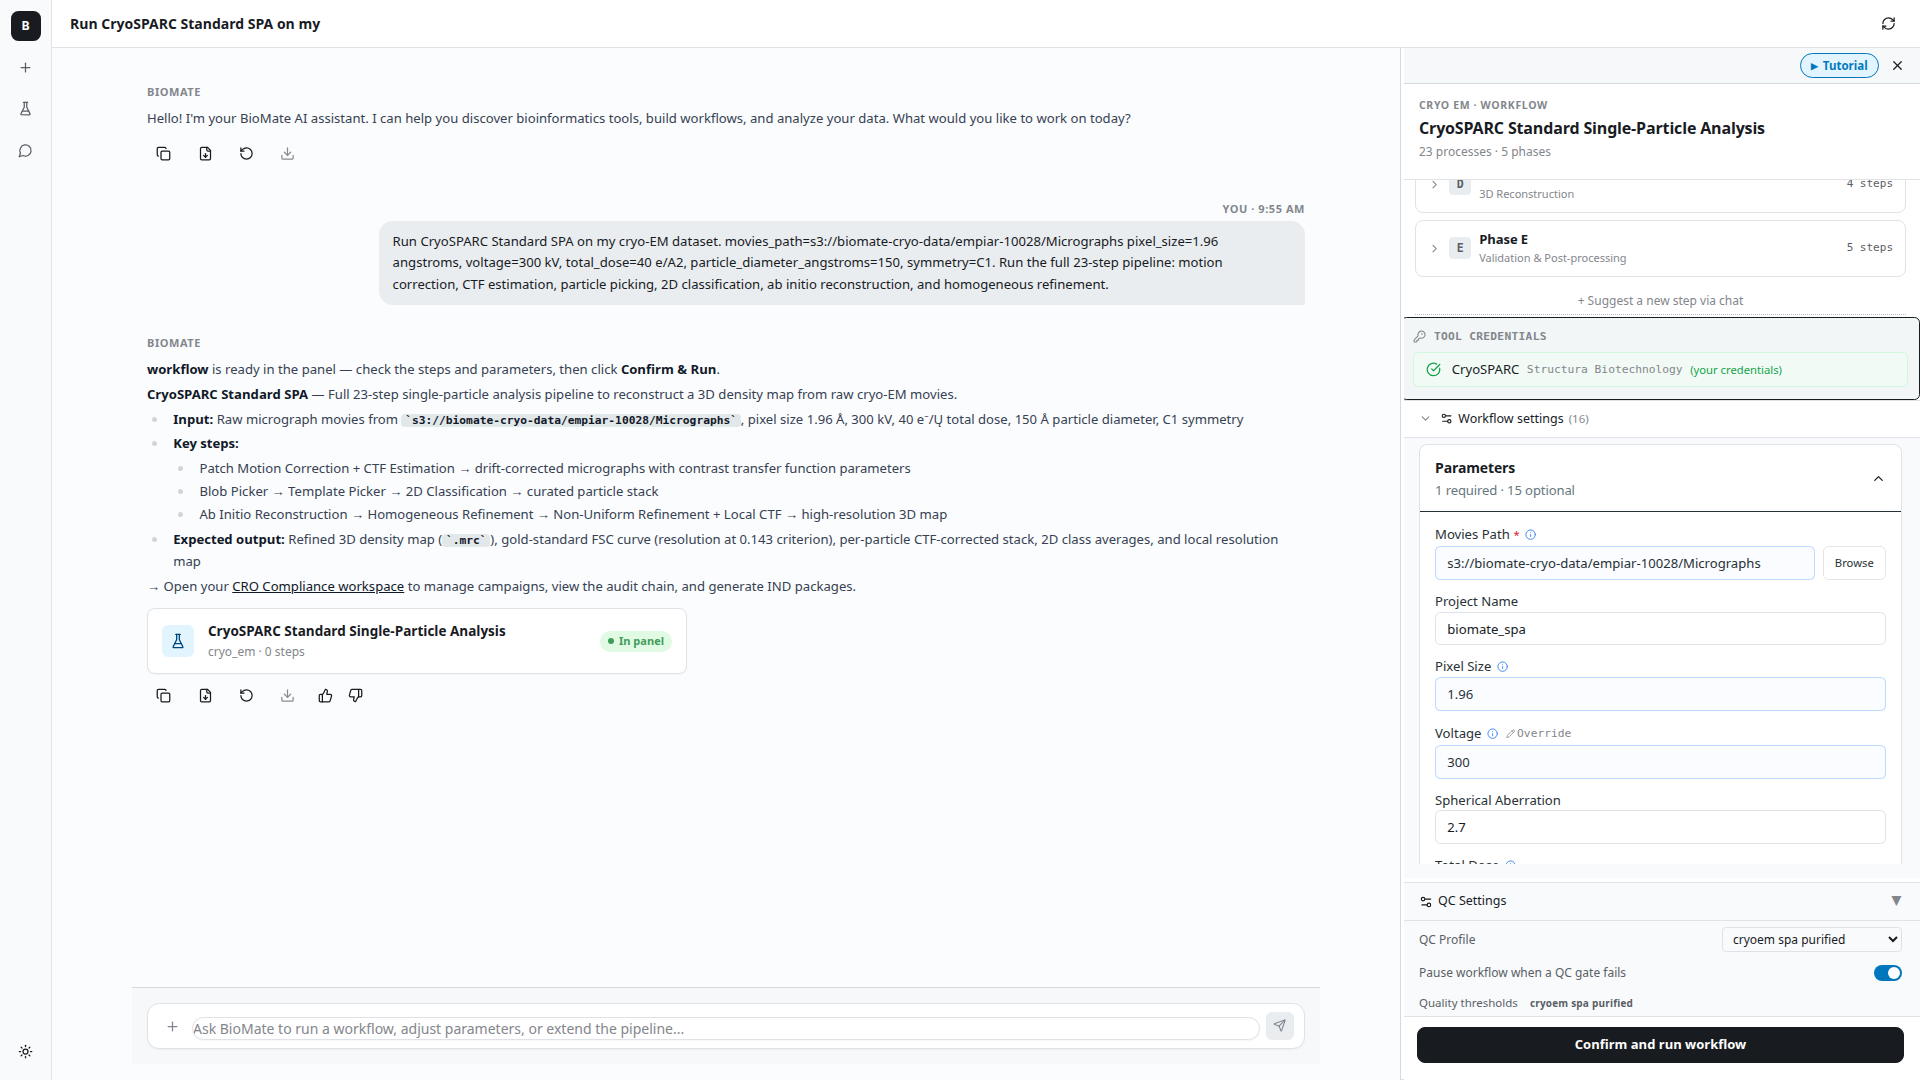 B
Run CryoSPARC Standard SPA on my
BIOMATE
Hello! I'm your BioMate AI assistant. I can help you discover bioinformatics tools, build workflows, and analyze your data. What would you like to work on today?
YOU · 9:55 AM
Run CryoSPARC Standard SPA on my cryo-EM dataset. movies_path=s3://biomate-cryo-data/empiar-10028/Micrographs pixel_size=1.96
angstroms, voltage=300 kV, total_dose=40 e/A2, particle_diameter_angstroms=150, symmetry=C1. Run the full 23-step pipeline: motion
correction, CTF estimation, particle picking, 2D classification, ab initio reconstruction, and homogeneous refinement.
BIOMATE
workflow is ready in the panel — check the steps and parameters, then click Confirm & Run.
CryoSPARC Standard SPA — Full 23-step single-particle analysis pipeline to reconstruct a 3D density map from raw cryo-EM movies.
Input: Raw micrograph movies from `s3://biomate-cryo-data/empiar-10028/Micrographs`, pixel size 1.96 Å, 300 kV, 40 e⁻/Ų total dose, 150 Å particle diameter, C1 symmetry
Key steps:
Patch Motion Correction + CTF Estimation → drift-corrected micrographs with contrast transfer function parameters
Blob Picker → Template Picker → 2D Classification → curated particle stack
Ab Initio Reconstruction → Homogeneous Refinement → Non-Uniform Refinement + Local CTF → high-resolution 3D map
Expected output: Refined 3D density map (`.mrc`), gold-standard FSC curve (resolution at 0.143 criterion), per-particle CTF-corrected stack, 2D class averages, and local resolution
map
→ Open your CRO Compliance workspace to manage campaigns, view the audit chain, and generate IND packages.
CryoSPARC Standard Single-Particle Analysis
cryo_em · 0 steps
In panel
Ask BioMate to run a workflow, adjust parameters, or extend the pipeline...
▶ Tutorial
CRYO EM · WORKFLOW
CryoSPARC Standard Single-Particle Analysis
23 processes · 5 phases
D
3D Reconstruction
4 steps
E
Phase E
Validation & Post-processing
5 steps
+ Suggest a new step via chat
TOOL CREDENTIALS
CryoSPARC Structura Biotechnology (your credentials)
Workflow settings (16)
Parameters
1 required · 15 optional
Movies Path *
s3://biomate-cryo-data/empiar-10028/Micrographs
Browse
Project Name
biomate_spa
Pixel Size
1.96
Voltage
Override
300
Spherical Aberration
2.7
Total Dose
QC Settings
QC Profile
cryoem spa purified
Pause workflow when a QC gate fails
Quality thresholds cryoem spa purified
Confirm and run workflow